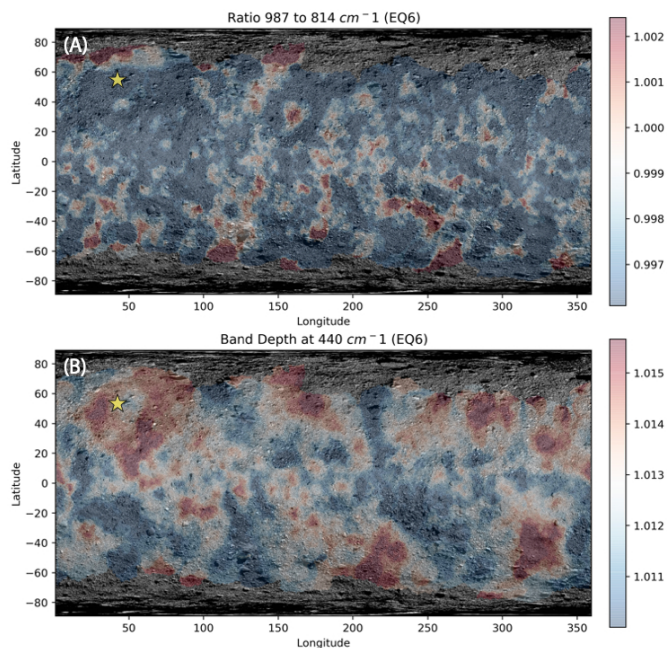 Ratio 987 to 814 cm⁻1 (EQ6)
(A)
80
60
40
20
0
−20
−40
−60
−80
Latitude
50 100 150 200 250 300 350
Longitude
1.002
1.001
1.000
0.999
0.998
0.997
Band Depth at 440 cm⁻1 (EQ6)
(B)
80
60
40
20
0
−20
−40
−60
−80
Latitude
50 100 150 200 250 300 350
Longitude
1.015
1.014
1.013
1.012
1.011